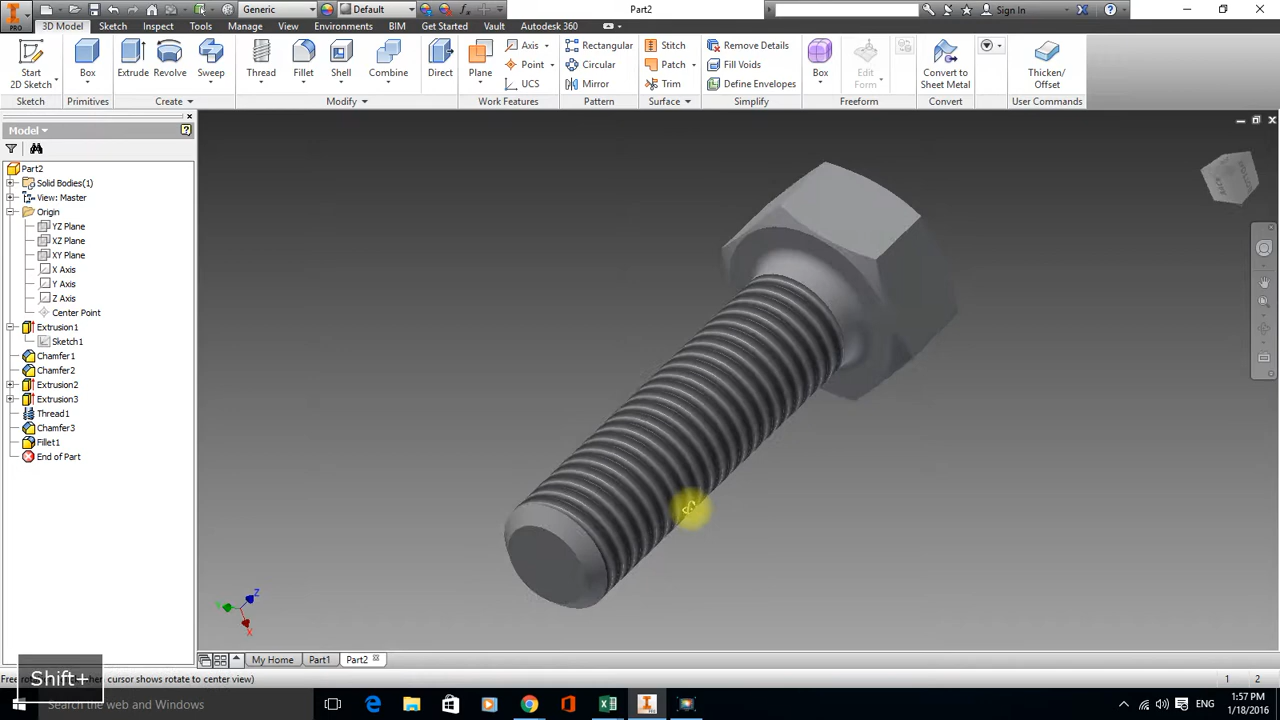 Generic
Default
Part2
Sign In
PRO
3D Model
Sketch
Inspect
Tools
Manage
View
Environments
BIM
Get Started
Vault
Autodesk 360
Start
2D Sketch
Box
Extrude
Revolve
Sweep
Thread
Fillet
Shell
Combine
Direct
Plane
Axis
Point
UCS
Rectangular
Circular
Mirror
Stitch
Patch
Trim
Remove Details
Fill Voids
Define Envelopes
Box
Edit
Form
Convert to
Sheet Metal
Thicken/
Offset
Sketch
Primitives
Create
Modify
Work Features
Pattern
Surface
Simplify
Freeform
Convert
User Commands
Model
Part2
Solid Bodies(1)
View: Master
Origin
YZ Plane
XZ Plane
XY Plane
X Axis
Y Axis
Z Axis
Center Point
Extrusion1
Sketch1
Chamfer1
Chamfer2
Extrusion2
Extrusion3
Thread1
Chamfer3
Fillet1
End of Part
Z
X
My Home
Part1
Part2
Shift+
cursor shows rotate to center view)
1
2
Search the web and Windows
ENG
1:57 PM
1/18/2016